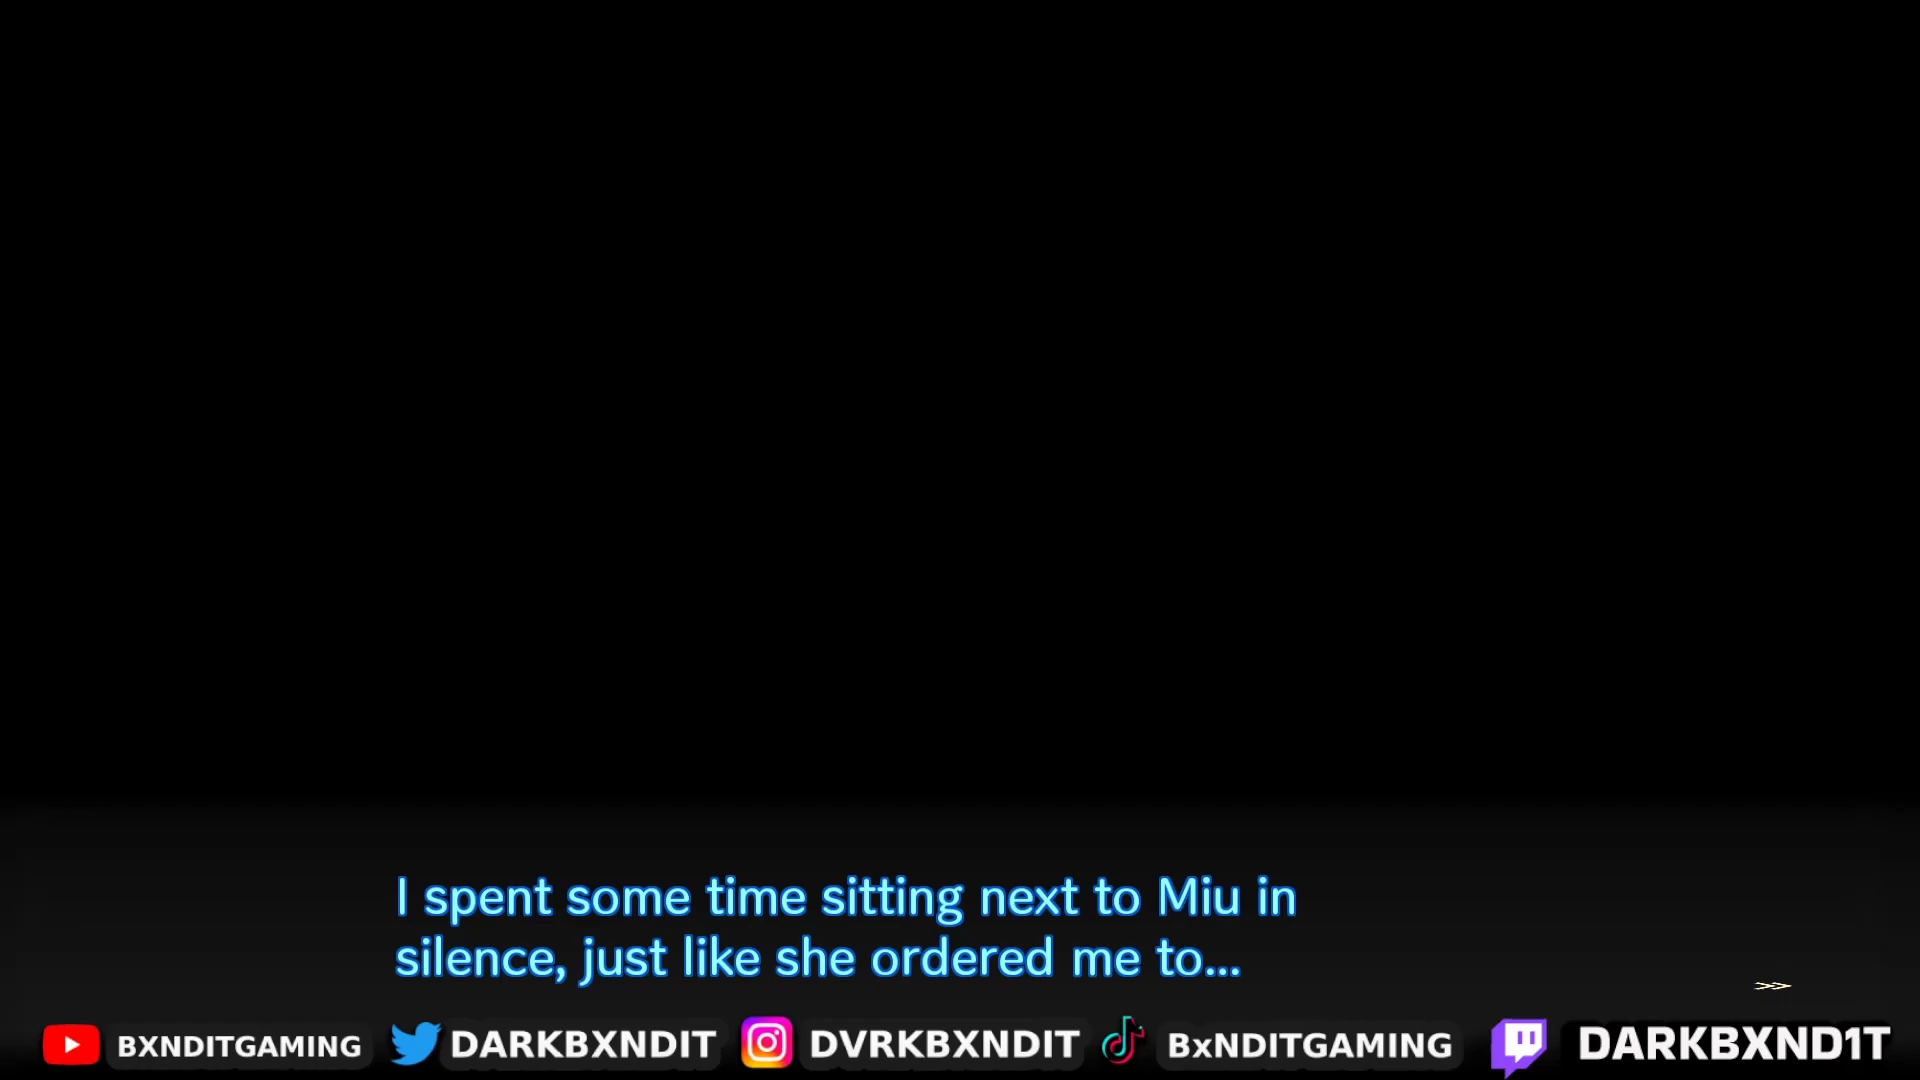 I spent some time sitting next to Miu in
silence, just like she ordered me to...
BXNDITGAMING DARKBXNDIT DVRKBXNDIT BxNDITGAMING DARKBXND1T